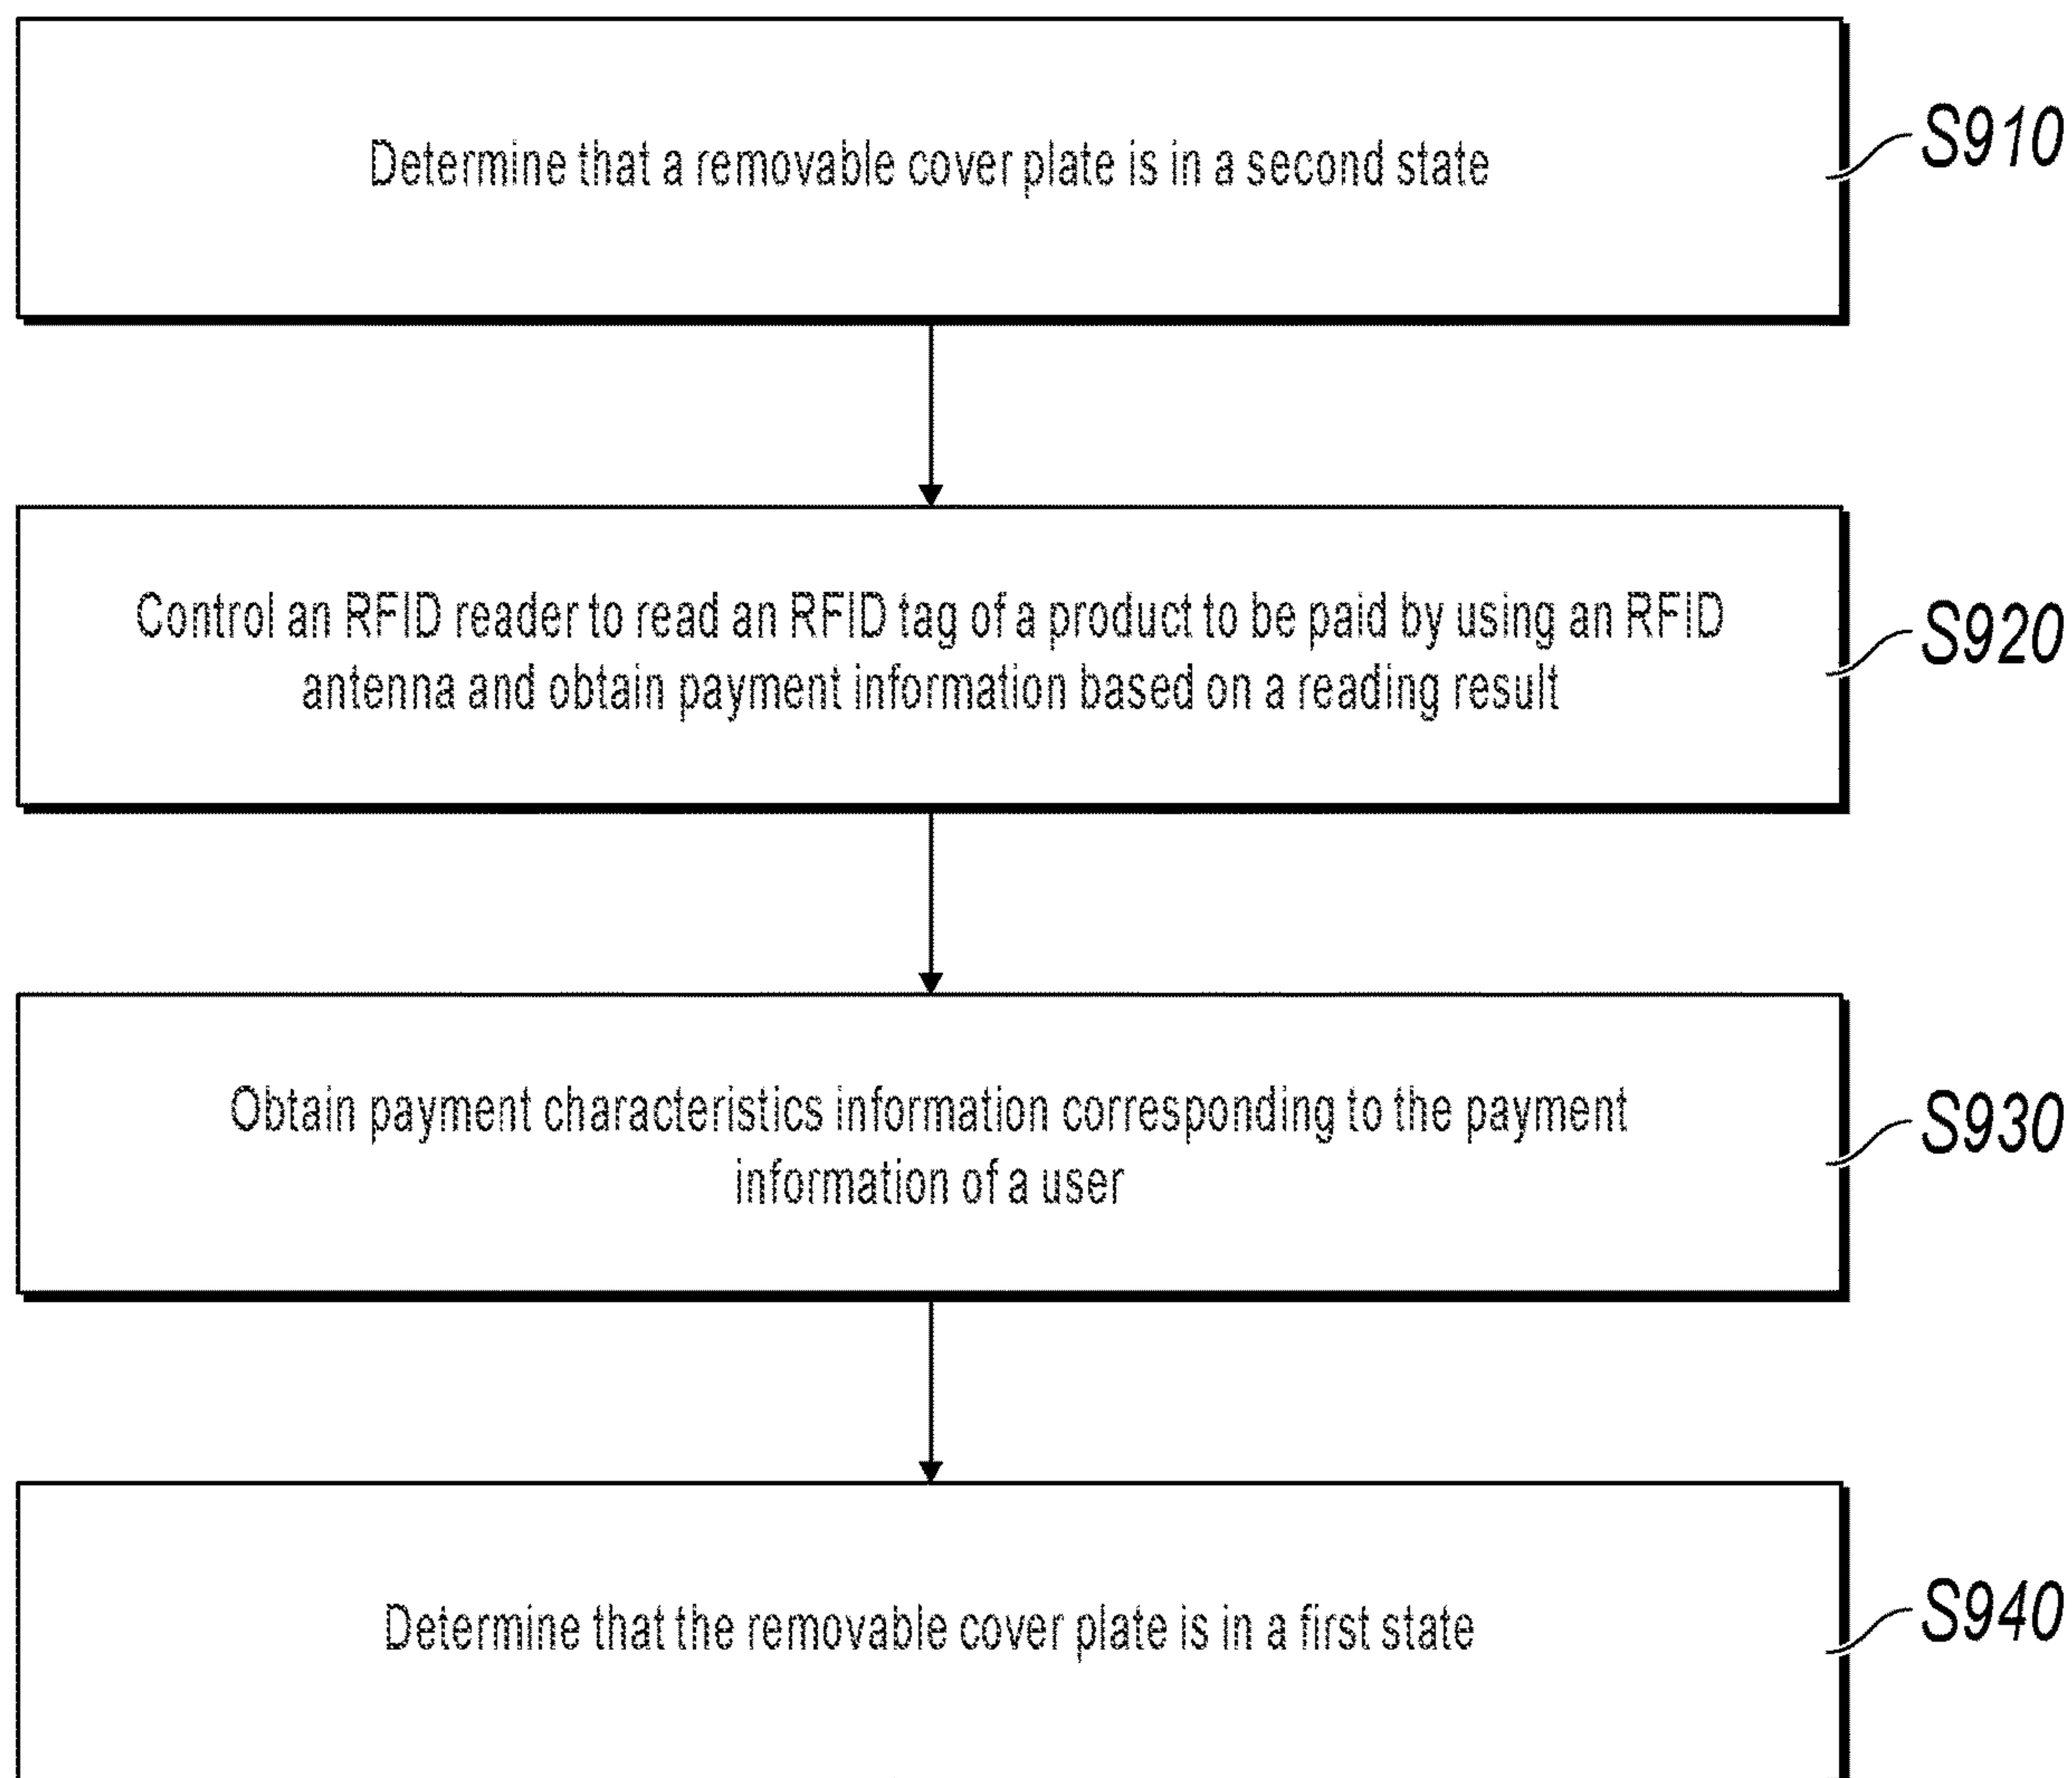 Determine that a removable cover plate is in a second state
S910
Control an RFID reader to read an RFID tag of a product to be paid by using an RFID
antenna and obtain payment information based on a reading result
S920
Obtain payment characteristics information corresponding to the payment
information of a user
S930
Determine that the removable cover plate is in a first state
S940